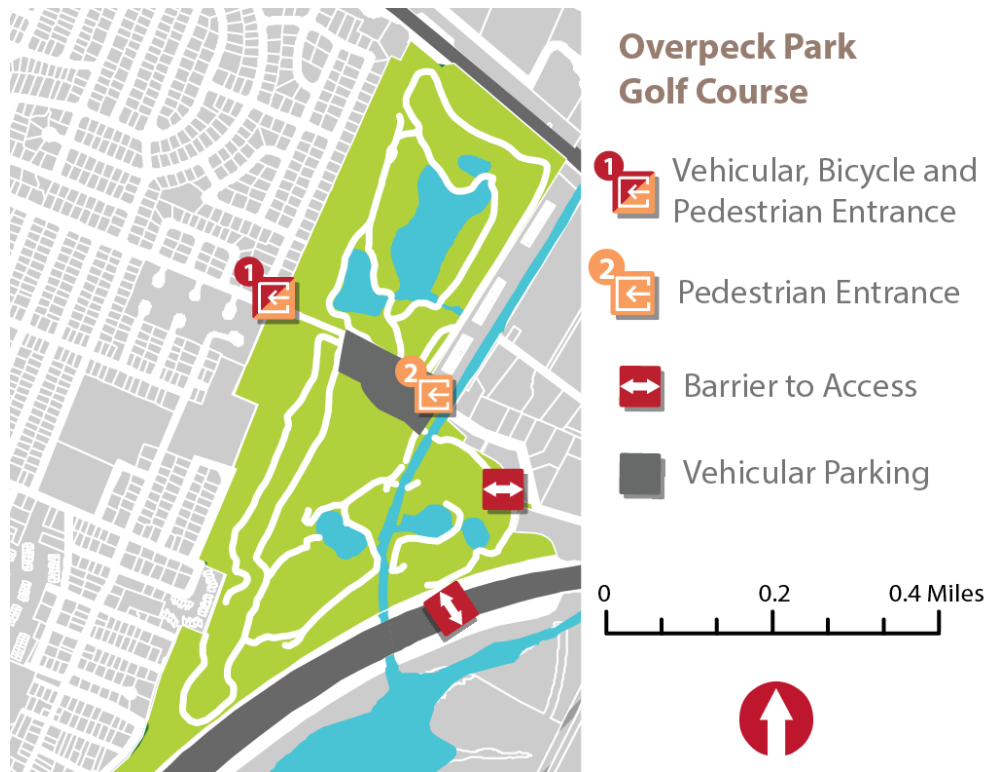 Overpeck Park
Golf Course
1
Vehicular, Bicycle and
Pedestrian Entrance
2
Pedestrian Entrance
Barrier to Access
Vehicular Parking
0 0.2 0.4 Miles
1
2